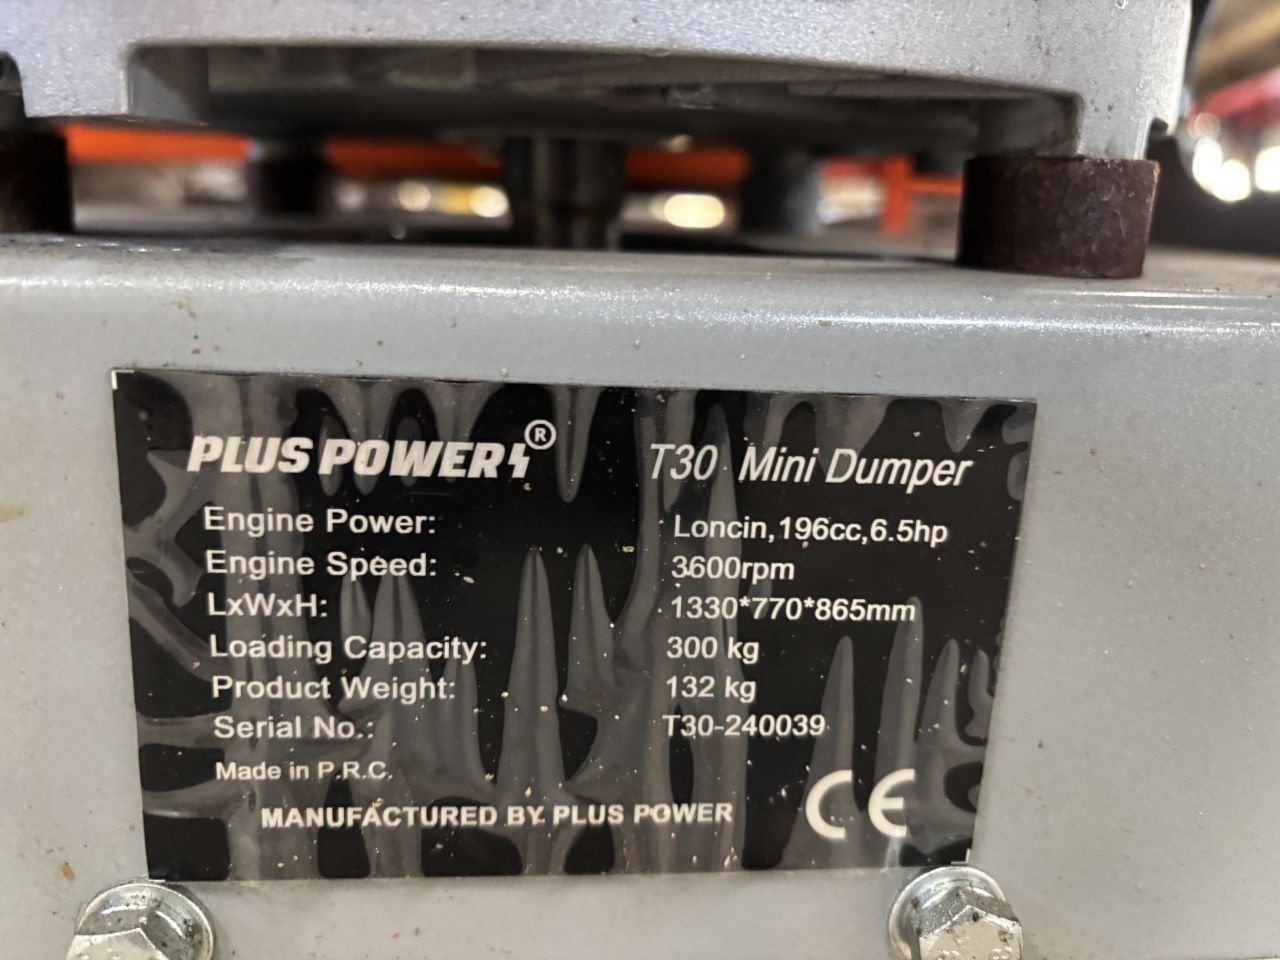 PLUS POWER® T30 Mini Dumper
Engine Power: Loncin,196cc,6.5hp
Engine Speed: 3600rpm
LxWxH: 1330*770*865mm
Loading Capacity: 300 kg
Product Weight: 132 kg
Serial No.: T30-240039
Made in P.R.C.
MANUFACTURED BY PLUS POWER CE